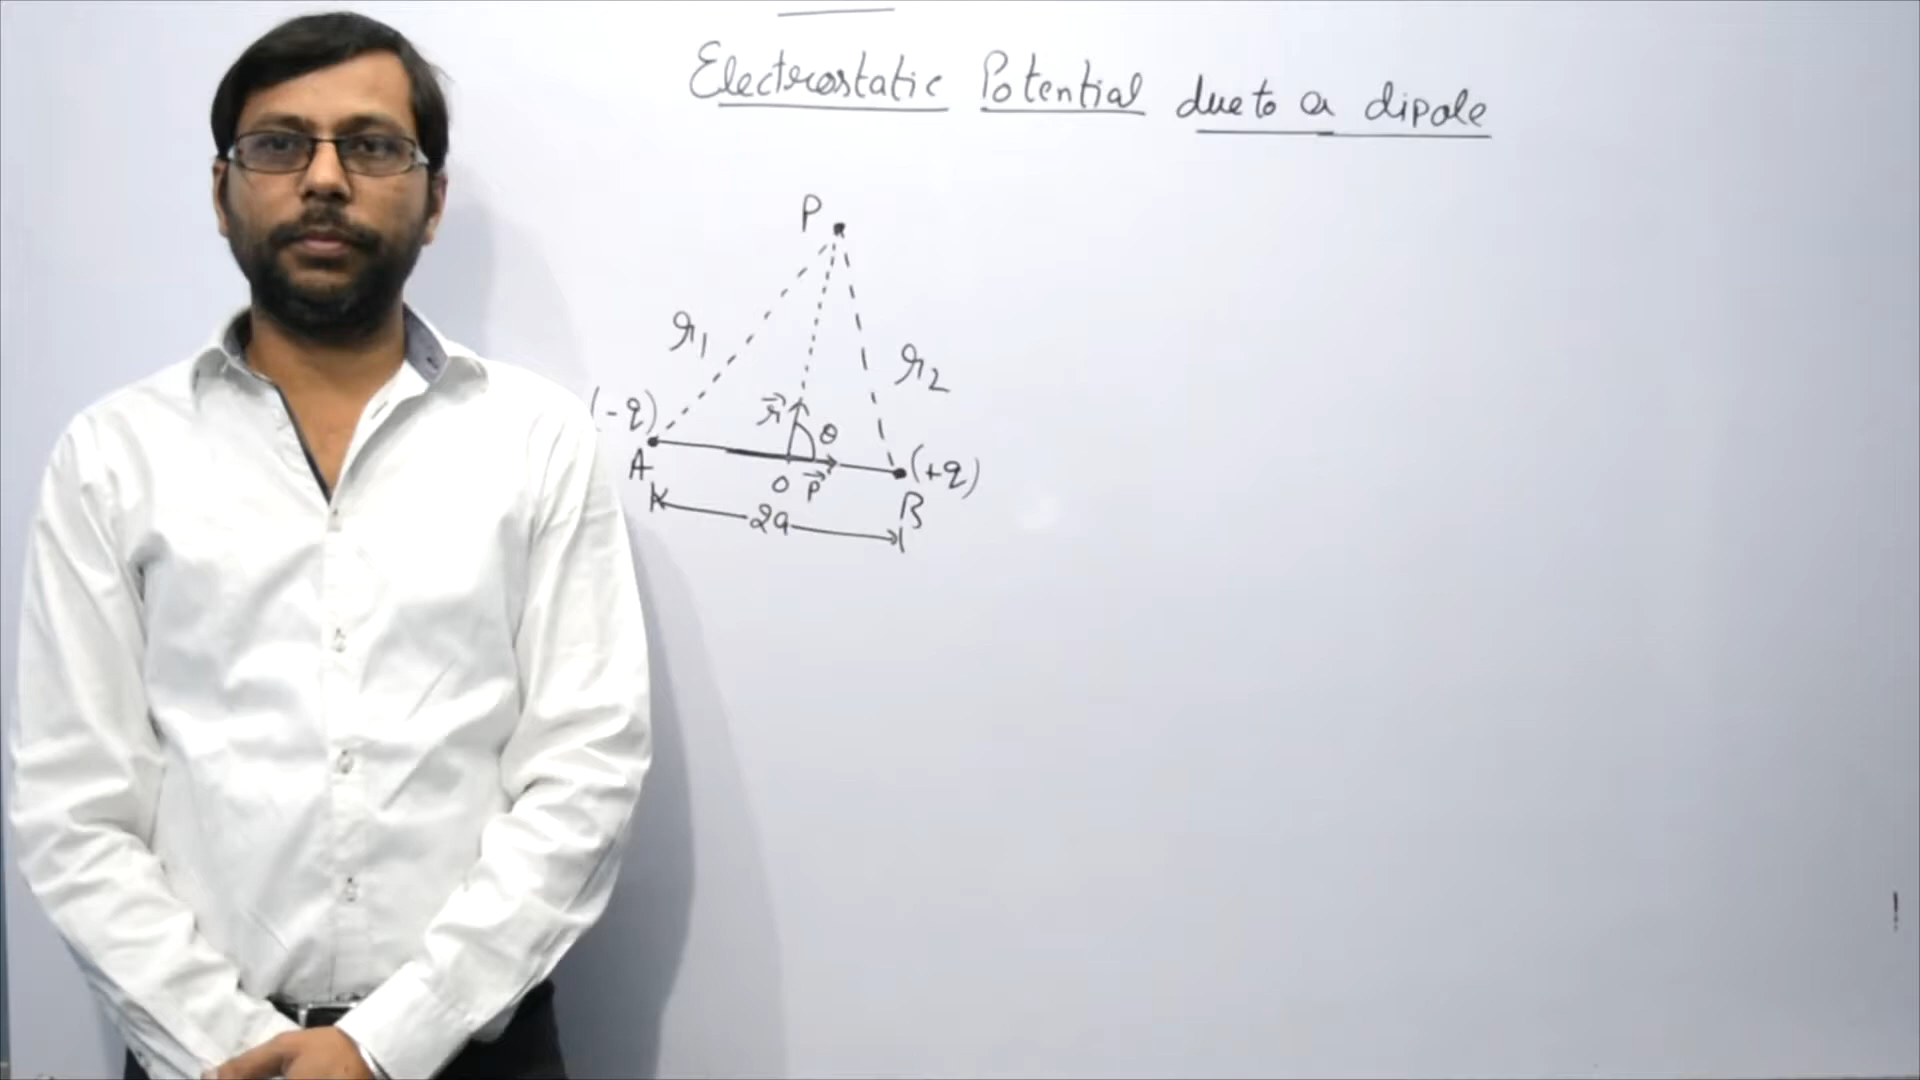 Electrostatic Potential due to a dipole
P
r1
r2
(-q)
r⃗ θ
A
(+q)
O p⃗
B
2a